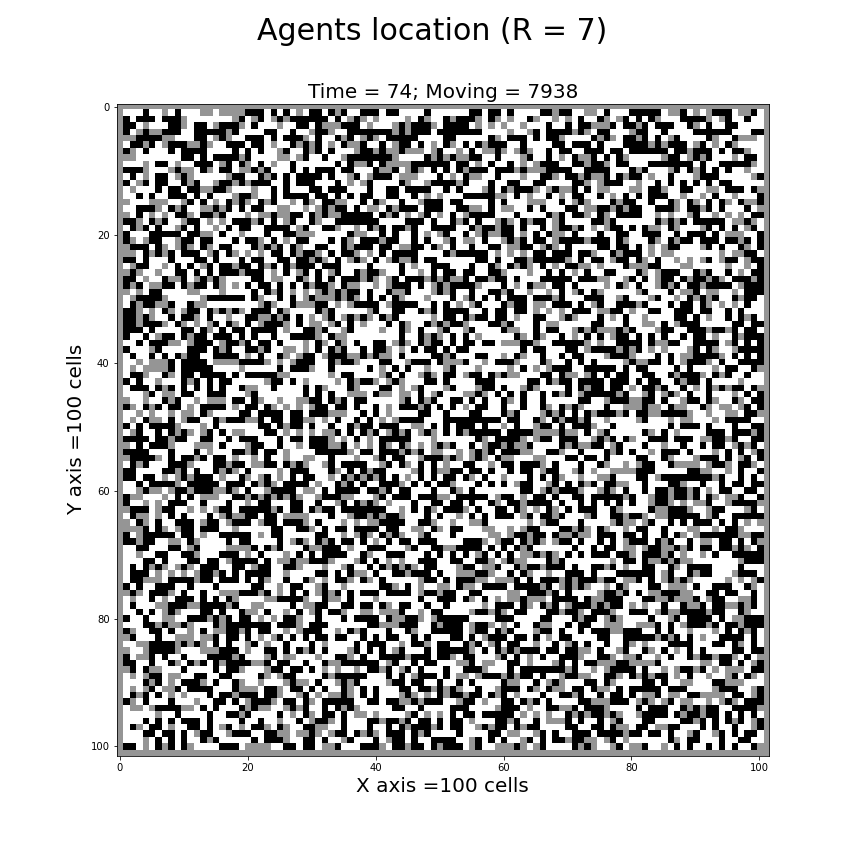 Agents location (R = 7)
Time = 74; Moving = 7938
0
20
40
60
80
100
Y axis =100 cells
0 20 40 60 80 100
X axis =100 cells